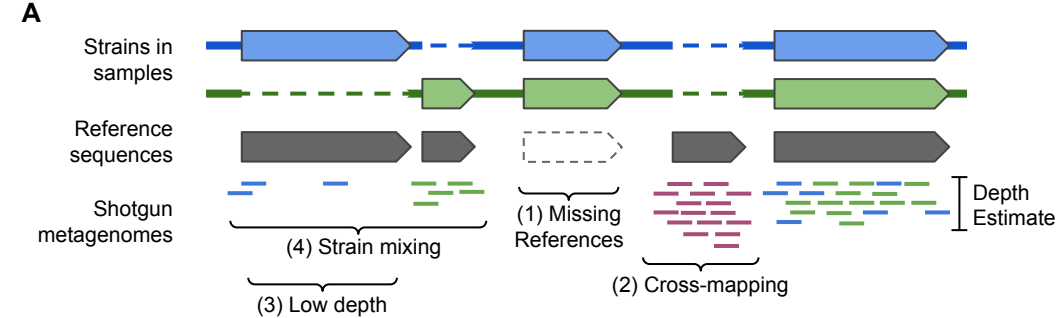 A
Strains in
samples
Reference
sequences
Shotgun
metagenomes
(1) Missing
References
Depth
Estimate
(4) Strain mixing
(2) Cross-mapping
(3) Low depth